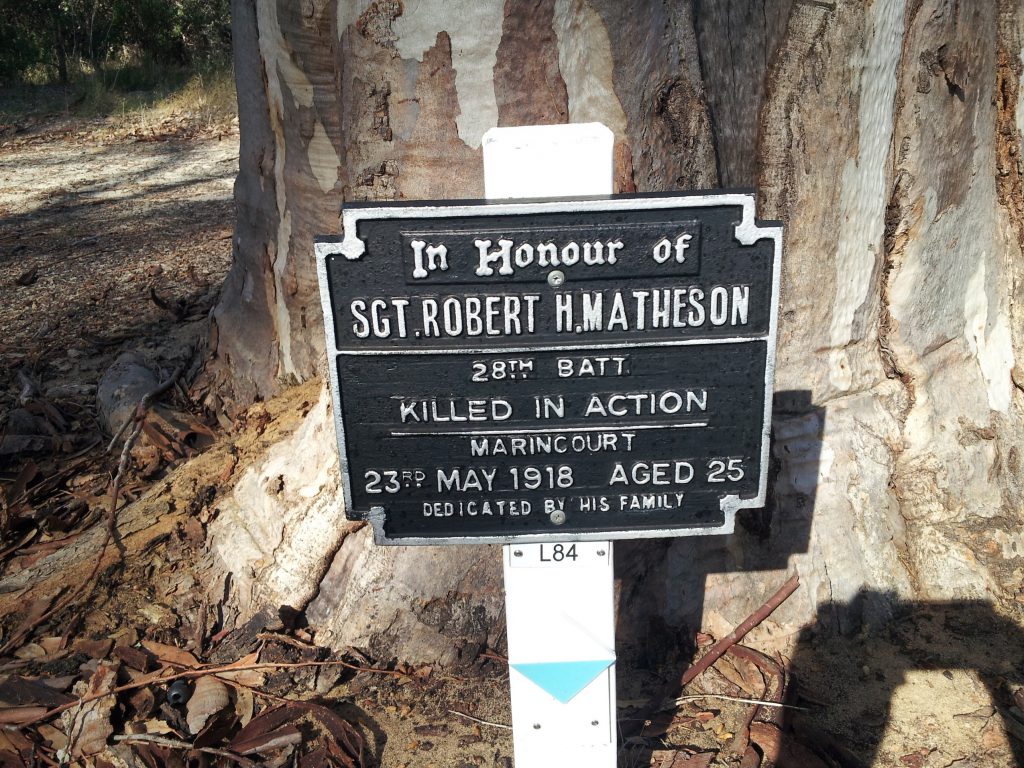 In Honour of
SGT. ROBERT H. MATHESON
28TH BATT
KILLED IN ACTION
MARINCOURT
23RD MAY 1918 AGED 25
DEDICATED BY HIS FAMILY
L84